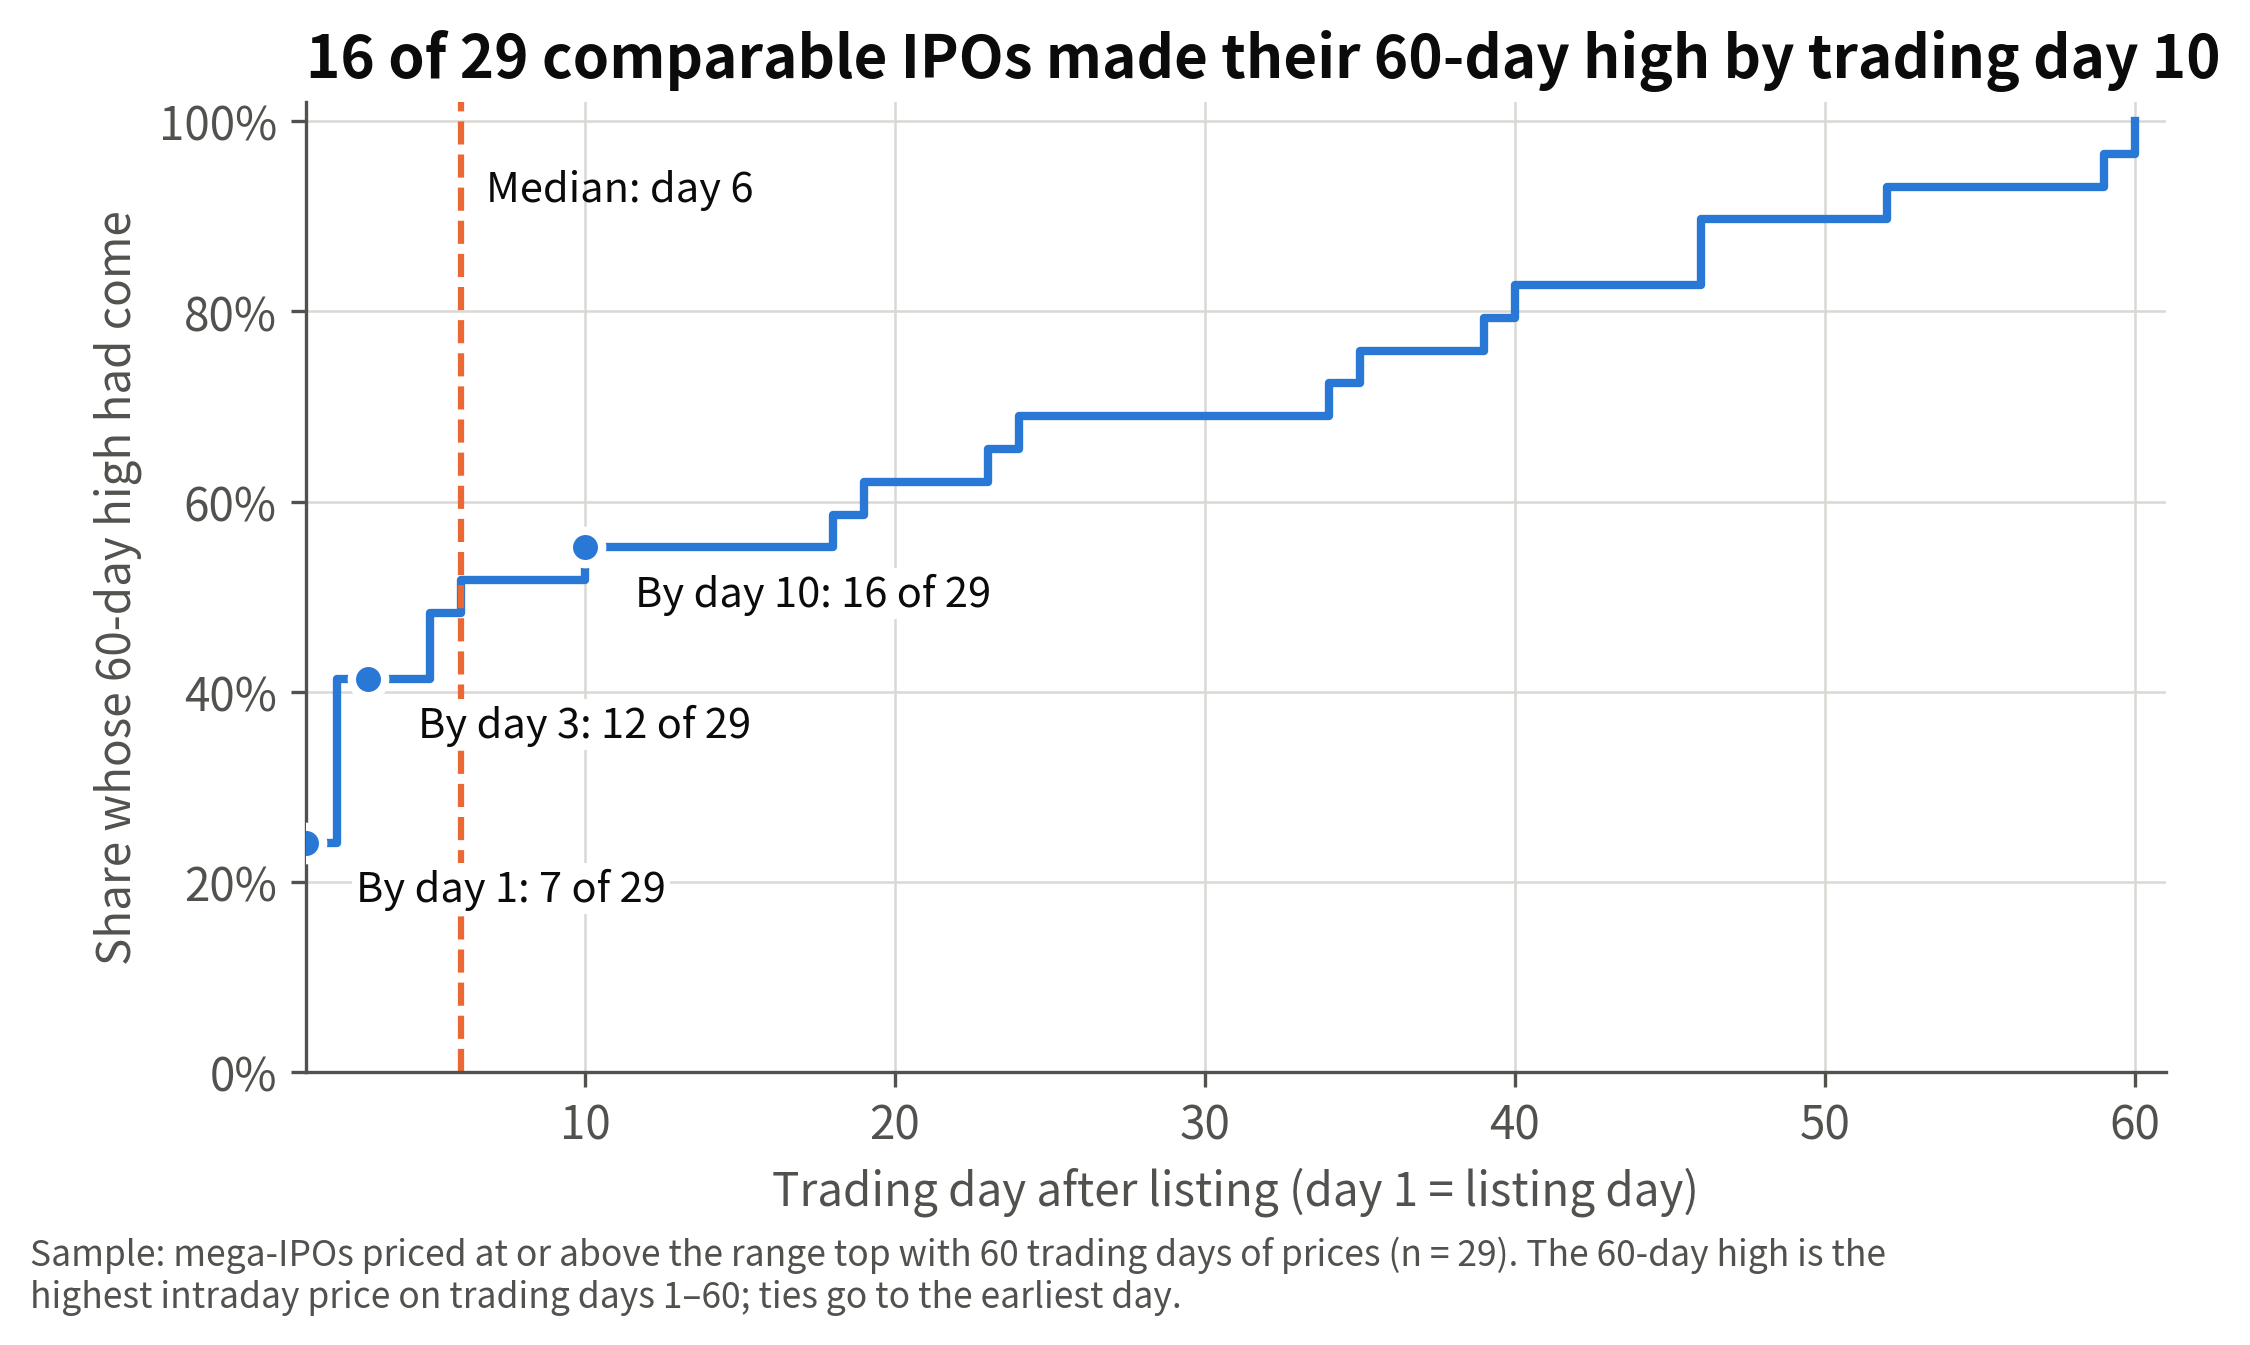 16 of 29 comparable IPOs made their 60-day high by trading day 10
Share whose 60-day high had come
100%
80%
60%
40%
20%
0%
Median: day 6
By day 10: 16 of 29
By day 3: 12 of 29
By day 1: 7 of 29
10 20 30 40 50 60
Trading day after listing (day 1 = listing day)
Sample: mega-IPOs priced at or above the range top with 60 trading days of prices (n = 29). The 60-day high is the
highest intraday price on trading days 1–60; ties go to the earliest day.